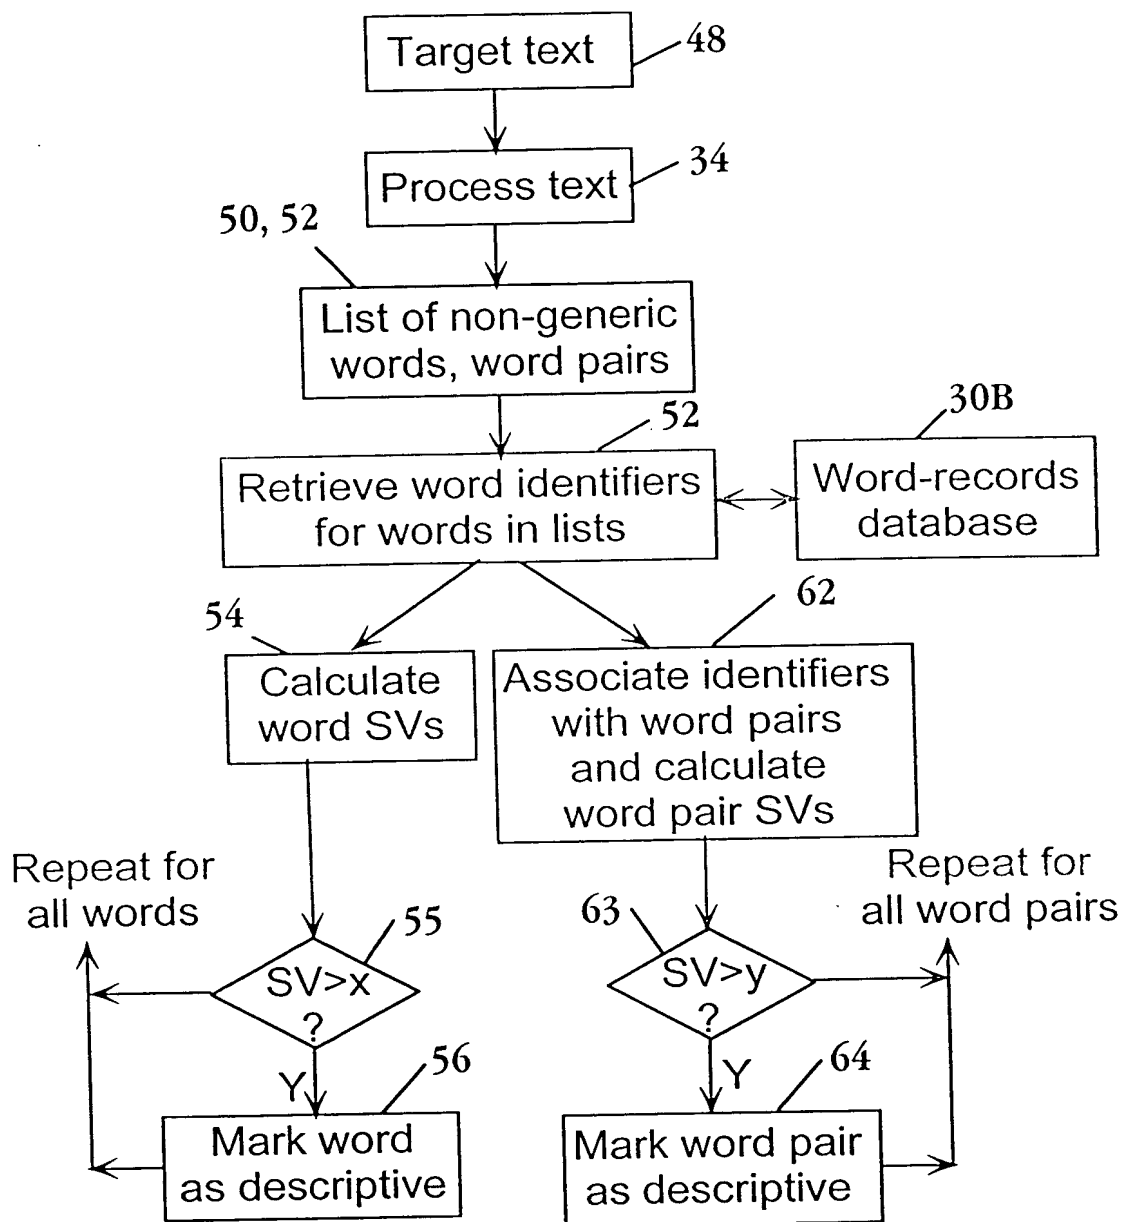 Target text
48
Process text
34
50, 52
List of non-generic
words, word pairs
52
30B
Retrieve word identifiers
for words in lists
Word-records
database
54
62
Calculate
word SVs
Associate identifiers
with word pairs
and calculate
word pair SVs
Repeat for
all words
Repeat for
all word pairs
55
63
SV>x
?
SV>y
?
Y
56
Y
64
Mark word
as descriptive
Mark word pair
as descriptive